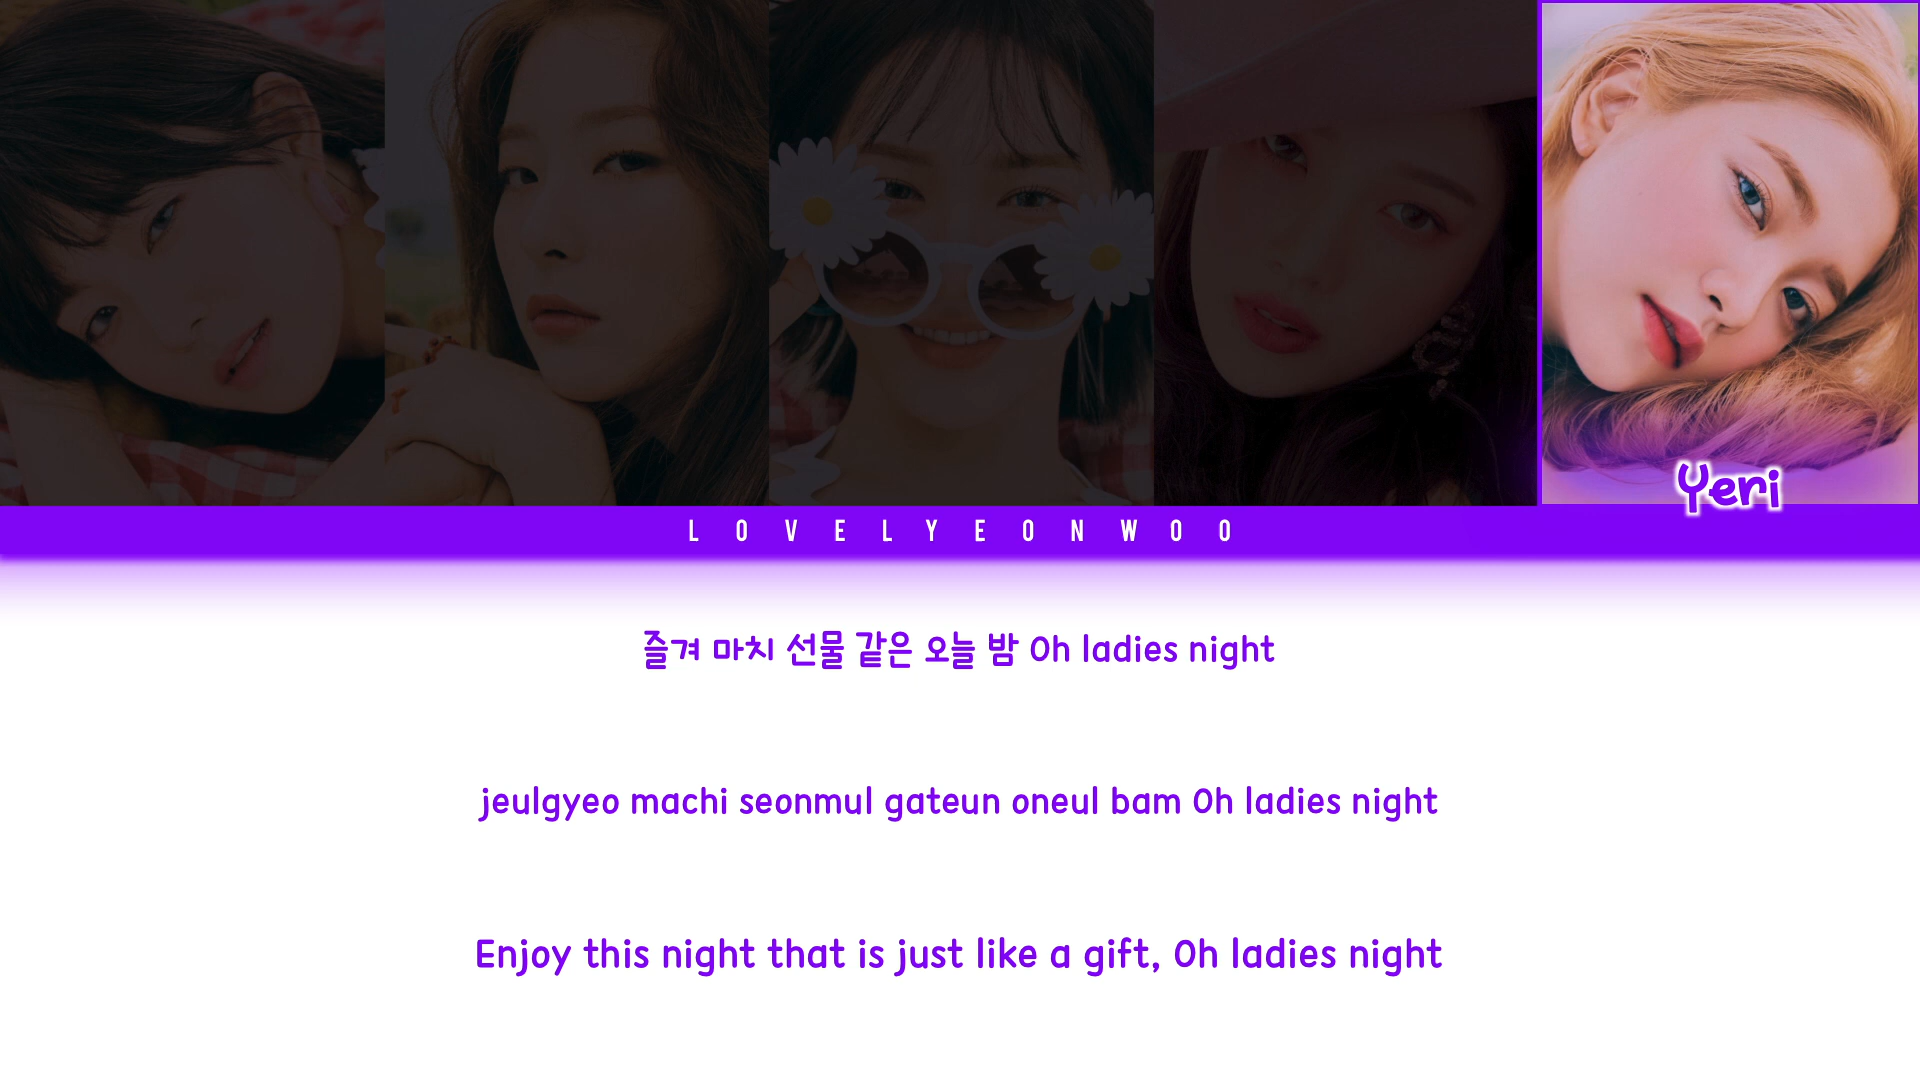 Yeri
LOVELYEONWOO
즐겨 마치 선물 같은 오늘 밤 Oh ladies night
jeulgyeo machi seonmul gateun oneul bam Oh ladies night
Enjoy this night that is just like a gift, Oh ladies night